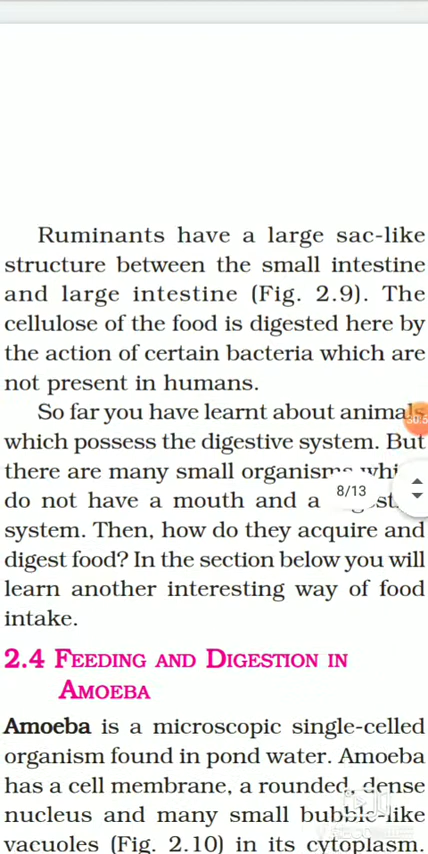 Ruminants have a large sac-like
structure between the small intestine
and large intestine (Fig. 2.9). The
cellulose of the food is digested here by
the action of certain bacteria which are
not present in humans.
So far you have learnt about animals
which possess the digestive system. But
there are many small organisms
do not have a mouth and a
8/13
system. Then, how do they acquire and
digest food? In the section below you will
learn another interesting way of food
intake.
2.4 FEEDING AND DIGESTION IN
AMOEBA
Amoeba is a microscopic single-celled
organism found in pond water. Amoeba
has a cell membrane, a rounded, dense
nucleus and many small bubble-like
vacuoles (Fig. 2.10) in its cytoplasm.